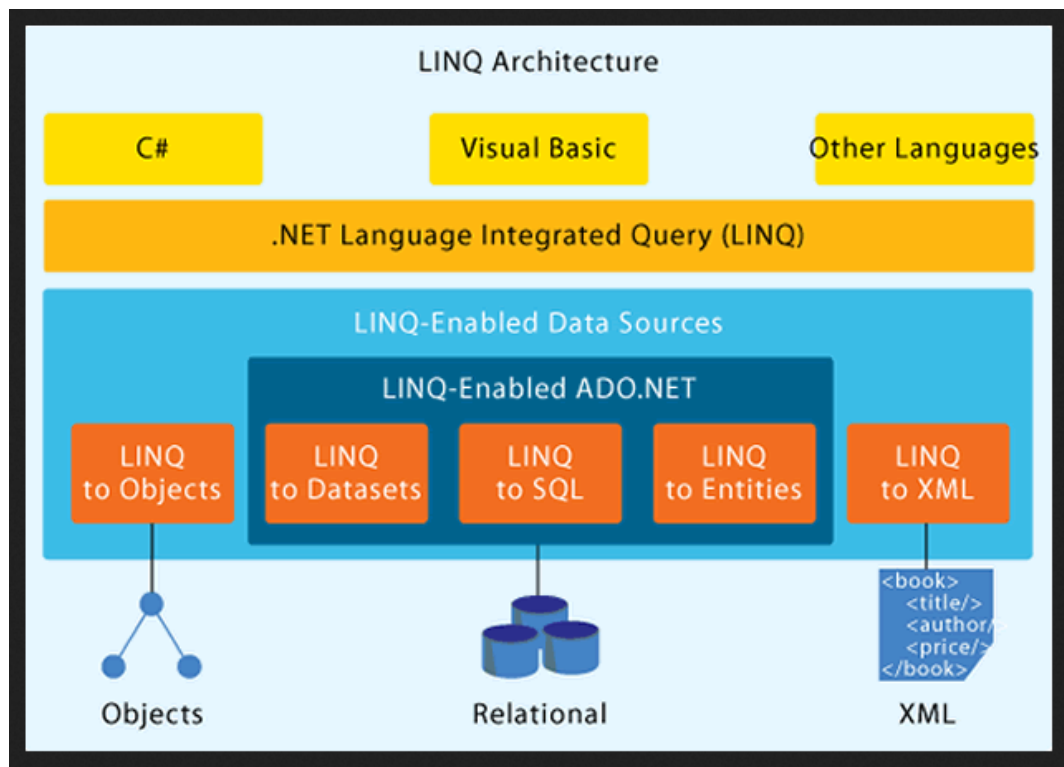 LINQ Architecture
C#
Visual Basic
Other Languages
.NET Language Integrated Query (LINQ)
LINQ-Enabled Data Sources
LINQ-Enabled ADO.NET
LINQ
to Objects
LINQ
to Datasets
LINQ
to SQL
LINQ
to Entities
LINQ
to XML
<book>
<title/>
<author/>
<price/>
</book>
Objects
Relational
XML